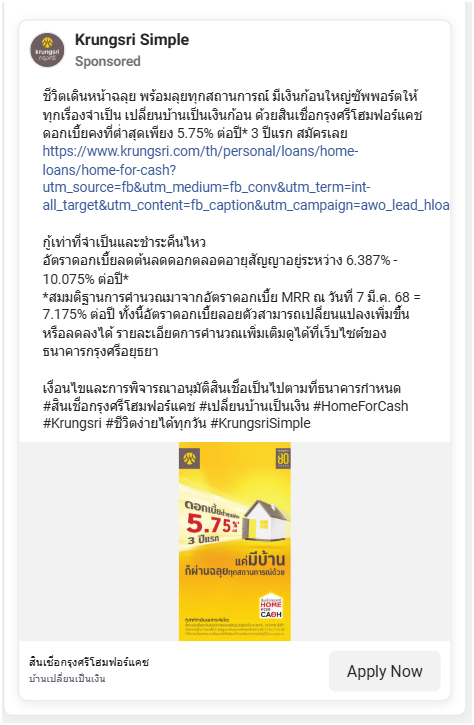 Krungsri Simple
Sponsored
krungsri
กรุงศรี
ชีวิตเดินหน้าฉลุย พร้อมลุยทุกสถานการณ์ มีเงินก้อนใหญ่ซัพพอร์ตให้
ทุกเรื่องจำเป็น เปลี่ยนบ้านเป็นเงินก้อน ด้วยสินเชื่อกรุงศรีโฮมฟอร์แคช
ดอกเบี้ยคงที่ต่ำสุดเพียง 5.75% ต่อปี* 3 ปีแรก สมัครเลย
https://www.krungsri.com/th/personal/loans/home-
loans/home-for-cash?
utm_source=fb&utm_medium=fb_conv&utm_term=int-
all_target&utm_content=fb_caption&utm_campaign=awo_lead_hloa
กู้เท่าที่จำเป็นและชำระคืนไหว
อัตราดอกเบี้ยลดต้นลดดอกตลอดอายุสัญญาอยู่ระหว่าง 6.387% -
10.075% ต่อปี*
*สมมติฐานการคำนวณมาจากอัตราดอกเบี้ย MRR ณ วันที่ 7 มี.ค. 68 =
7.175% ต่อปี ทั้งนี้อัตราดอกเบี้ยลอยตัวสามารถเปลี่ยนแปลงเพิ่มขึ้น
หรือลดลงได้ รายละเอียดการคำนวณเพิ่มเติมดูได้ที่เว็บไซต์ของ
ธนาคารกรุงศรีอยุธยา
เงื่อนไขและการพิจารณาอนุมัติสินเชื่อเป็นไปตามที่ธนาคารกำหนด
#สินเชื่อกรุงศรีโฮมฟอร์แคช #เปลี่ยนบ้านเป็นเงิน #HomeForCash
#Krungsri #ชีวิตง่ายได้ทุกวัน #KrungsriSimple
ดอกเบี้ยต่ำสุดเพียง
5.75%*
3 ปีแรก
แค่มีบ้าน
ก็ผ่านฉลุยทุกสถานการณ์ด้วย
HOME
FOR
CASH
สินเชื่อกรุงศรีโฮมฟอร์แคช
บ้านเปลี่ยนเป็นเงิน
Apply Now